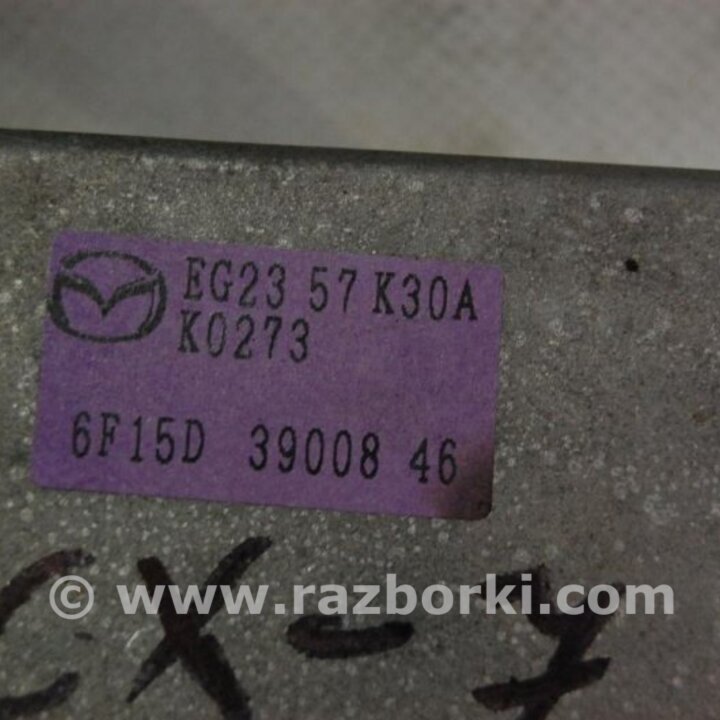 EG23 57 K30A
K0273
6F15D 39008 46
© www.razborki.com
CX-7